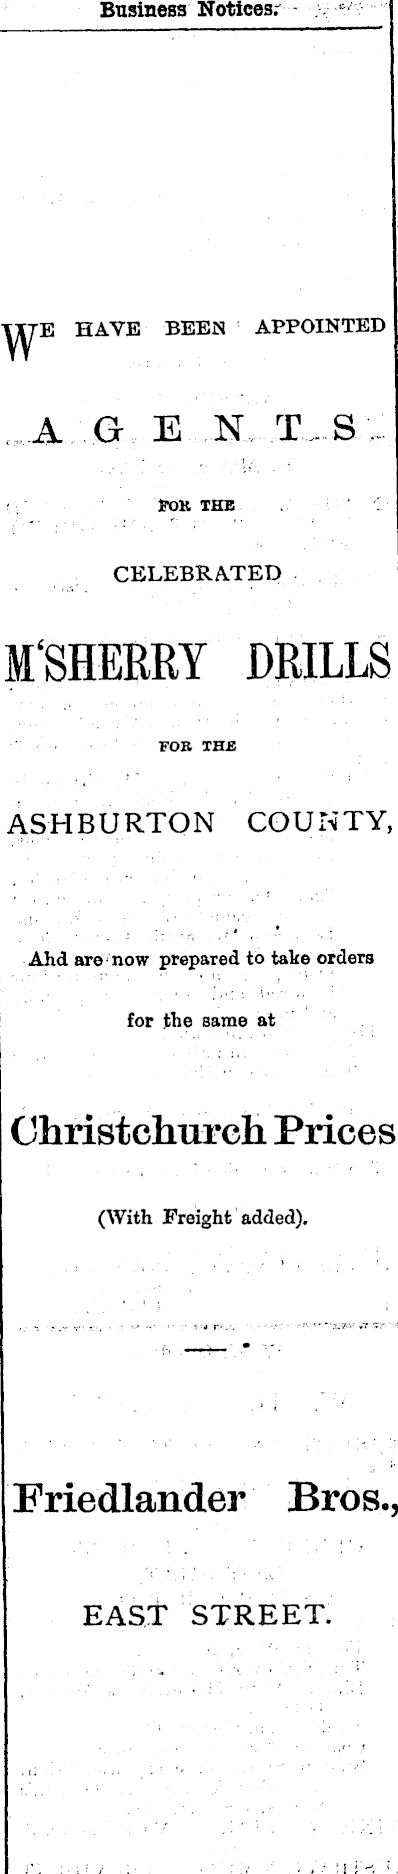 Business Notices.
WE HAVE BEEN APPOINTED
AGENTS
FOR THE
CELEBRATED
M‘SHERRY DRILLS
FOR THE
ASHBURTON COUNTY,
Ahd are now prepared to take orders
for the same at
Christchurch Prices
(With Freight added).
Friedlander Bros.,
EAST STREET.